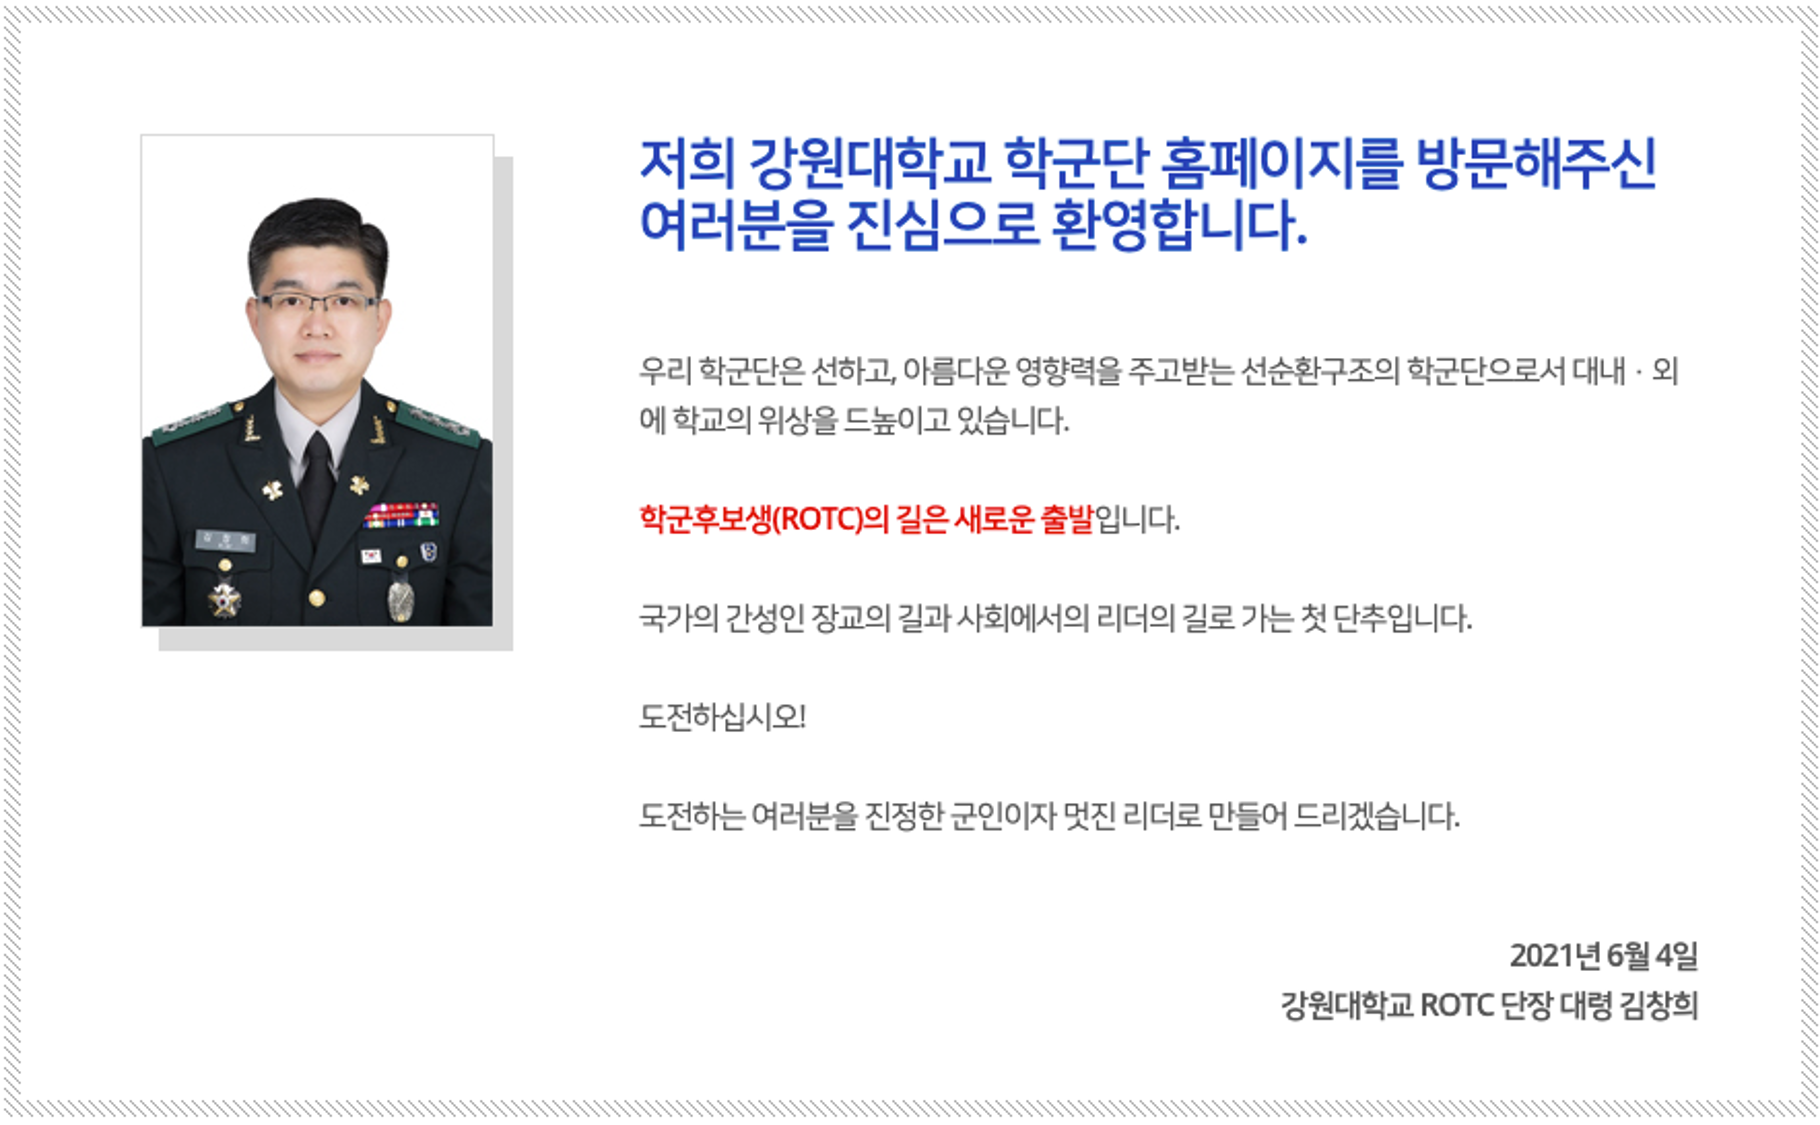 저희 강원대학교 학군단 홈페이지를 방문해주신
여러분을 진심으로 환영합니다.
우리 학군단은 선하고, 아름다운 영향력을 주고받는 선순환구조의 학군단으로서 대내 · 외
에 학교의 위상을 드높이고 있습니다.
학군후보생(ROTC)의 길은 새로운 출발입니다.
국가의 간성인 장교의 길과 사회에서의 리더의 길로 가는 첫 단추입니다.
도전하십시오!
도전하는 여러분을 진정한 군인이자 멋진 리더로 만들어 드리겠습니다.
2021년 6월 4일
강원대학교 ROTC 단장 대령 김창희